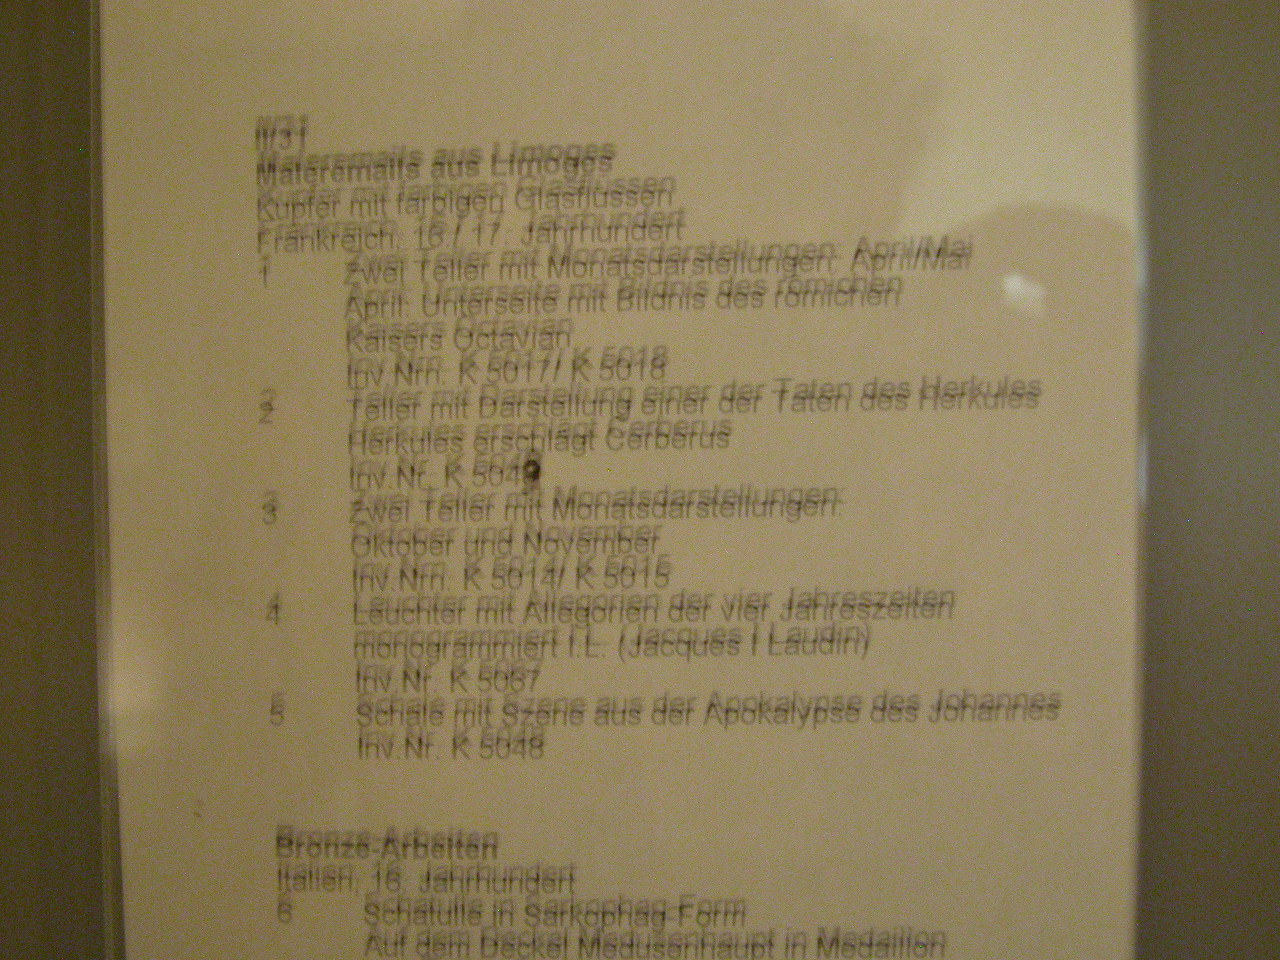 II/31
Maleremails aus Limoges
Kupfer mit farbigen Glasflüssen
Frankreich, 16./ 17. Jahrhundert
1 Zwei Teller mit Monatsdarstellungen: April/Mai
April: Unterseite mit Bildnis des römichen
Kaisers Octavian
Inv.Nrn. K 5017/ K 5018
2 Teller mit Darstellung einer der Taten des Herkules
Herkules erschlägt Cerberus
Inv.Nr. K 5049
3 Zwei Teller mit Monatsdarstellungen:
Oktober und November
Inv.Nrn. K 5014/ K 5015
4 Leuchter mit Allegorien der vier Jahreszeiten
monogrammiert I.L. (Jacques I Laudin)
Inv.Nr. K 5067
5 Schale mit Szene aus der Apokalypse des Johannes
Inv.Nr. K 5048
Bronze-Arbeiten
Italien, 16. Jahrhundert
6 Schatulle in Sarkophag-Form
Auf dem Deckel Medusenhaupt in Medaillon